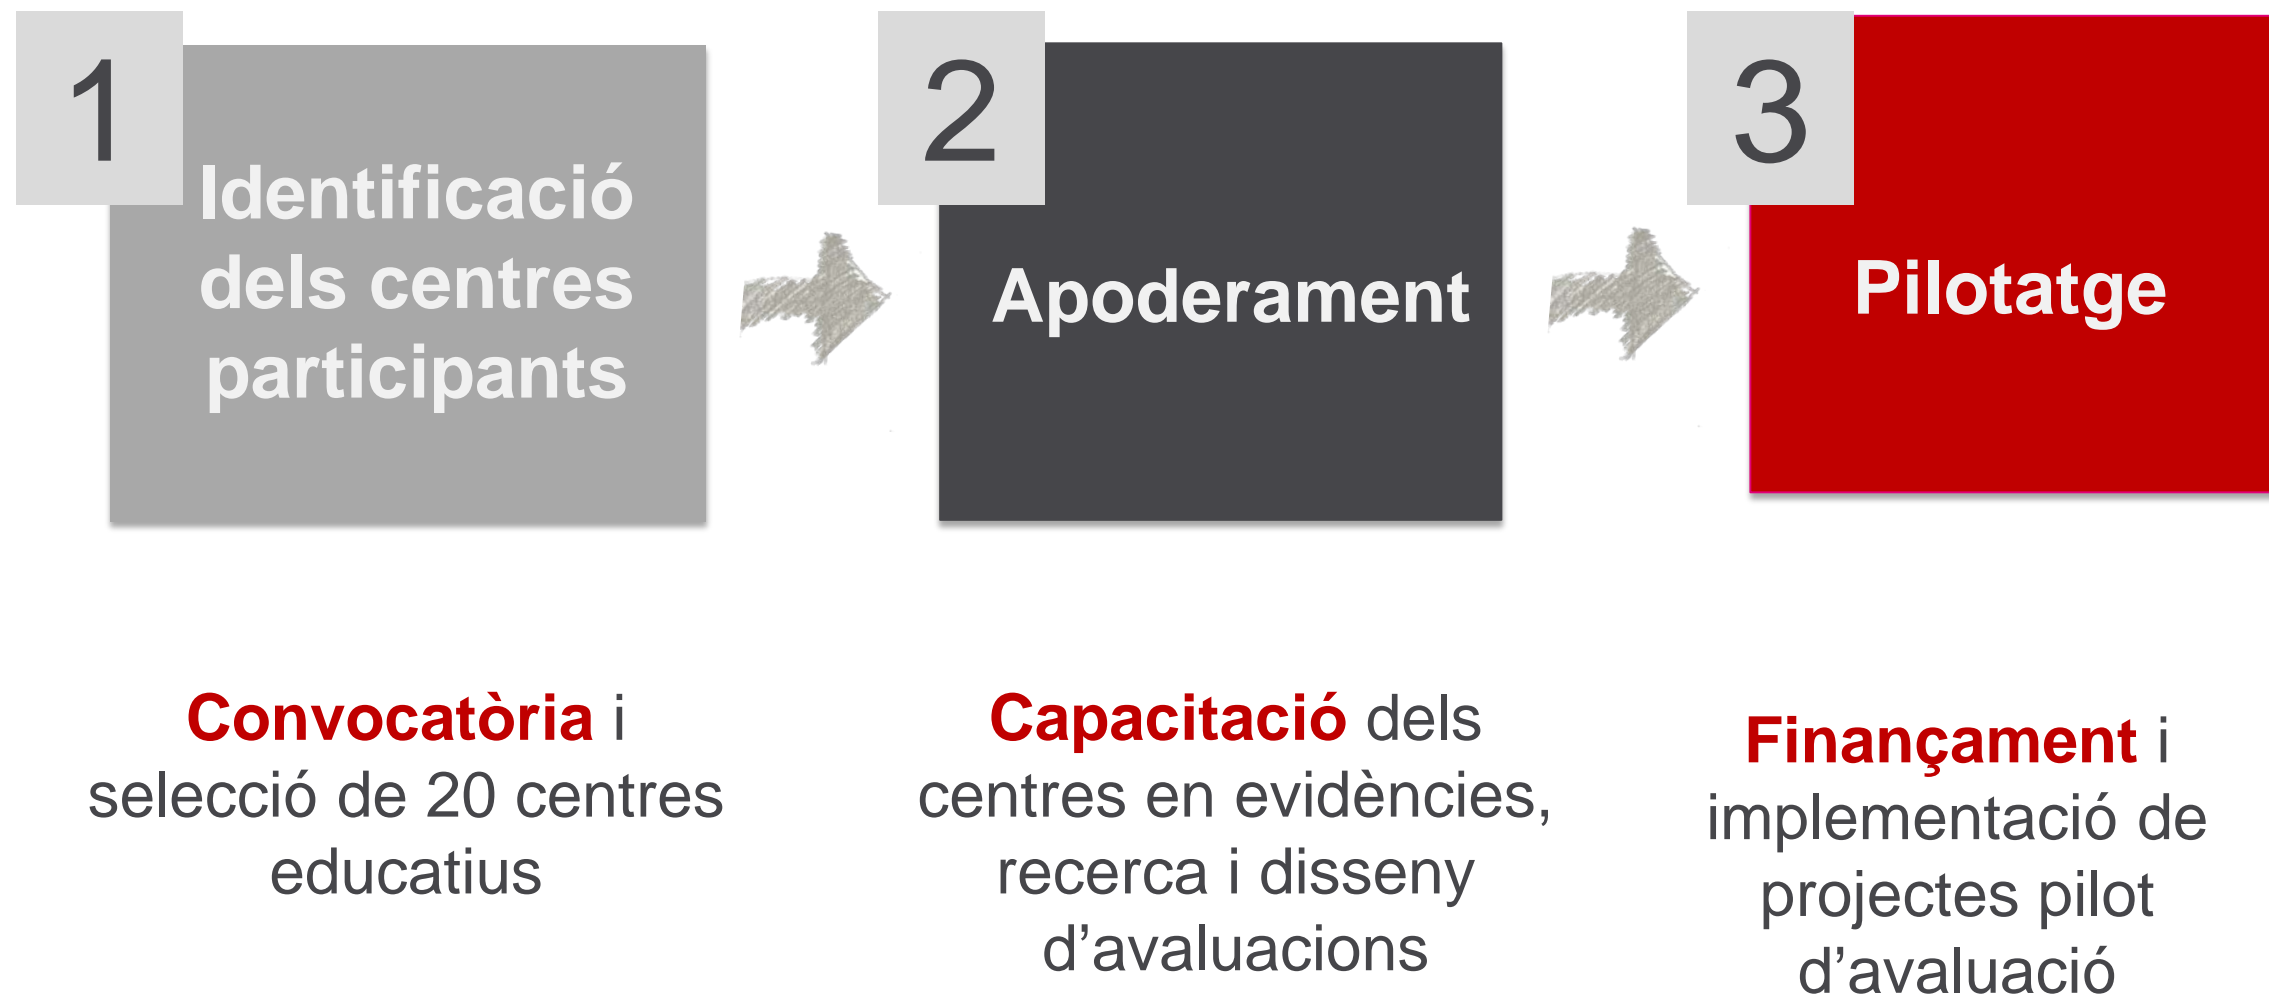 1
Identificació
dels centres
participants
2
Apoderament
3
Pilotatge
Convocatòria i
selecció de 20 centres
educatius
Capacitació dels
centres en evidències,
recerca i disseny
d’avaluacions
Finançament i
implementació de
projectes pilot
d’avaluació